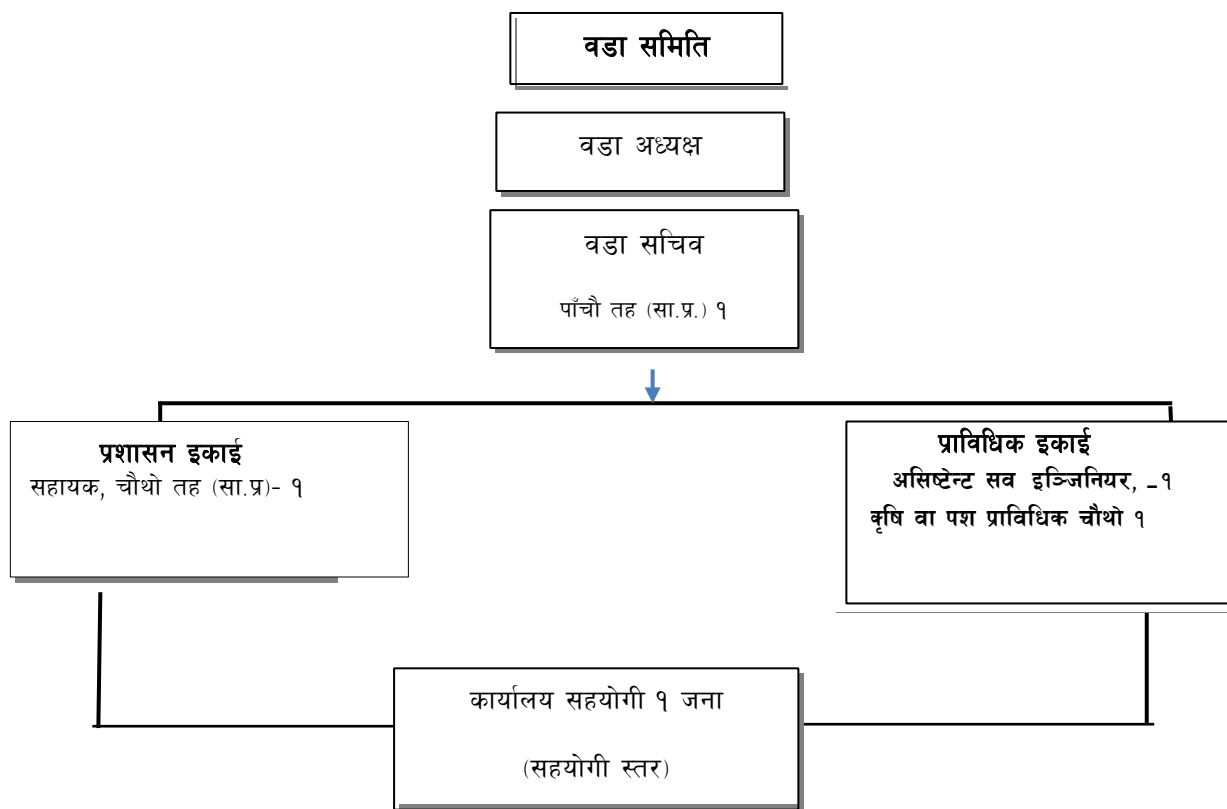 वडा समिति
वडा अध्यक्ष
वडा सचिव
पाँचौ तह (सा.प्र.) १
प्रशासन इकाई
सहायक, चौथो तह (सा.प्र)- १
प्राविधिक इकाई
असिष्टेन्ट सव इञ्जिनियर, –१
कृषि वा पश प्राविधिक चौथो १
कार्यालय सहयोगी १ जना
(सहयोगी स्तर)